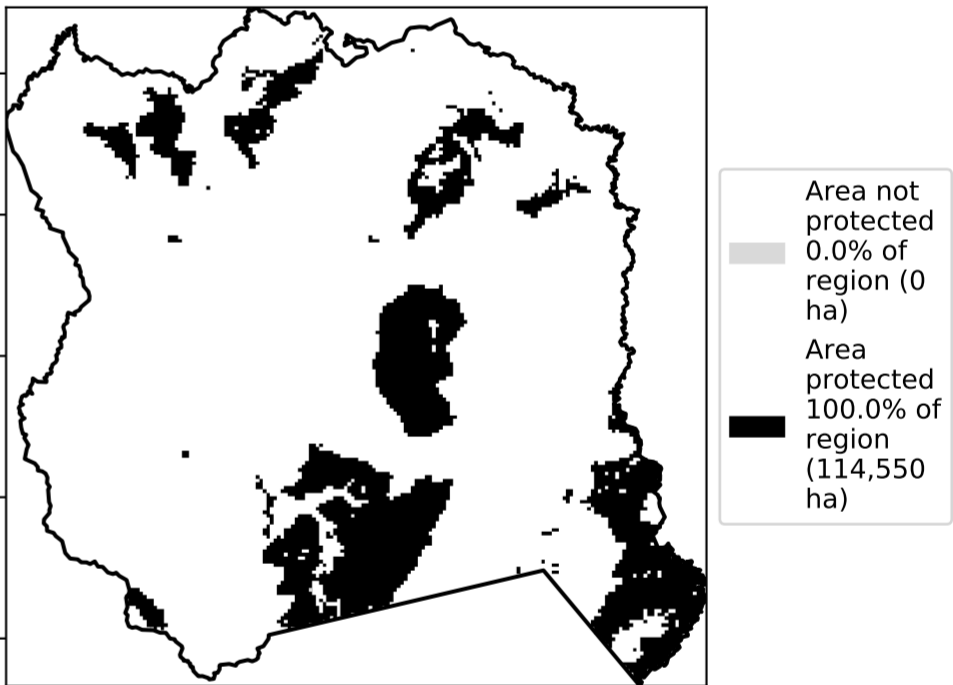 Area not
protected
0.0% of
region (0
ha)
Area
protected
100.0% of
region
(114,550
ha)